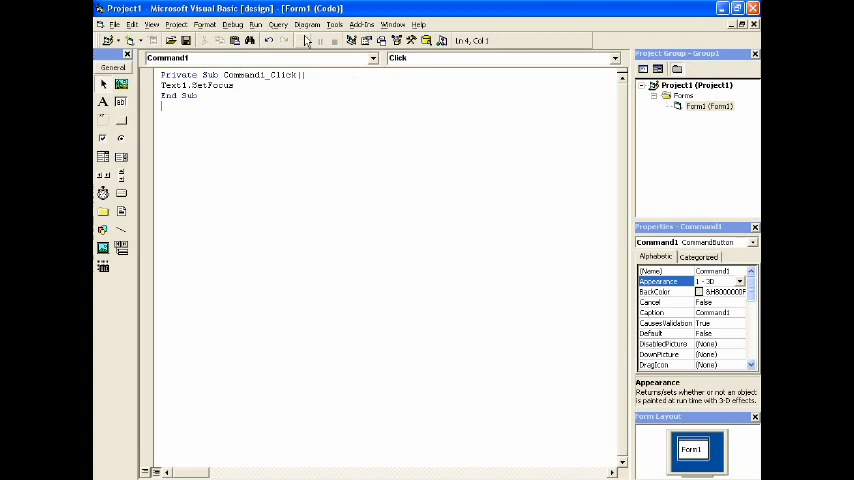 Project1 - Microsoft Visual Basic [design] - [Form1 (Code)]
File Edit View Project Format Debug Run Query Diagram Tools Add-Ins Window Help
Ln 4, Col 1
General
Command1
Click
Private Sub Command1_Click()
Text1.SetFocus
End Sub
Project Group - Group1
Project1 (Project1)
Forms
Form1 (Form1)
Properties - Command1
Command1 CommandButton
Alphabetic Categorized
(Name) Command1
Appearance 1 - 3D
BackColor &H8000000F
Cancel False
Caption Command1
CausesValidation True
Default False
DisabledPicture (None)
DownPicture (None)
DragIcon (None)
Appearance
Returns/sets whether or not an object
is painted at run time with 3-D effects.
Form Layout
Form1